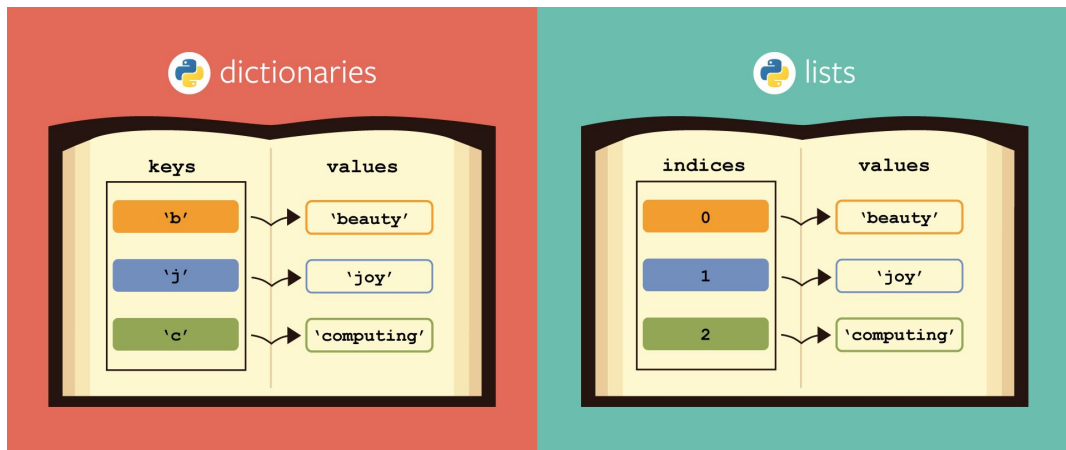 dictionaries
keys values
‘b’ ‘beauty’
‘j’ ‘joy’
‘c’ ‘computing’
lists
indices values
0 ‘beauty’
1 ‘joy’
2 ‘computing’